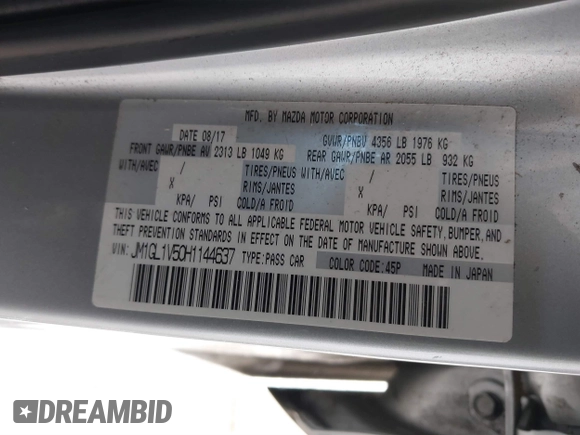 MFD. BY MAZDA MOTOR CORPORATION
DATE 08/17 GVWR/PNBV 4356 LB 1976 KG
FRONT GAWR/PNBE AV 2313 LB 1049 KG REAR GAWR/PNBE AR 2055 LB 932 KG
WITH/AVEC / TIRES/PNEUS WITH/AVEC / TIRES/PNEUS
X RIMS/JANTES X RIMS/JANTES
KPA/ PSI COLD/A FROID KPA/ PSI COLD/A FROID
THIS VEHICLE CONFORMS TO ALL APPLICABLE FEDERAL MOTOR VEHICLE SAFETY, BUMPER, AND
THEFT PREVENTION STANDARDS IN EFFECT ON THE DATE OF MANUFACTURE SHOWN ABOVE.
VIN: JM1GL1V50H1144637 TYPE: PASS CAR COLOR CODE: 45P MADE IN JAPAN
DREAMBID